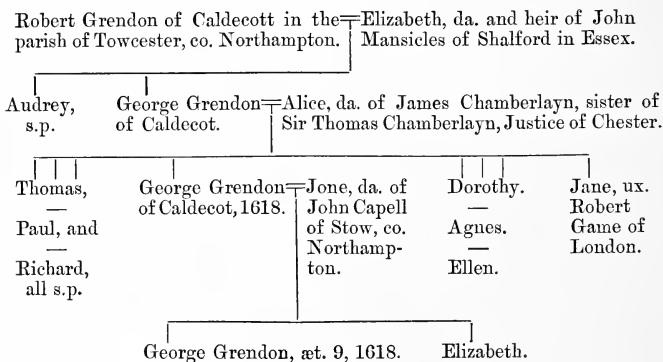 Robert Grendon of Caldecott in the Elizabeth, da. and heir of John
parish of Towcester, co. Northampton. Mansicles of Shalford in Essex.
Audrey,
s.p.
George Grendon
of Caldecot.
Alice, da. of James Chamberlayn, sister of
Sir Thomas Chamberlayn, Justice of Chester.
Thomas,
—
Paul, and
—
Richard,
all s.p.
George Grendon
of Caldecot, 1618.
Jone, da. of
John Capell
of Stow, co.
Northamp-
ton.
Dorothy.
—
Agnes.
—
Ellen.
Jane, ux.
Robert
Game of
London.
George Grendon, æt. 9, 1618. Elizabeth.